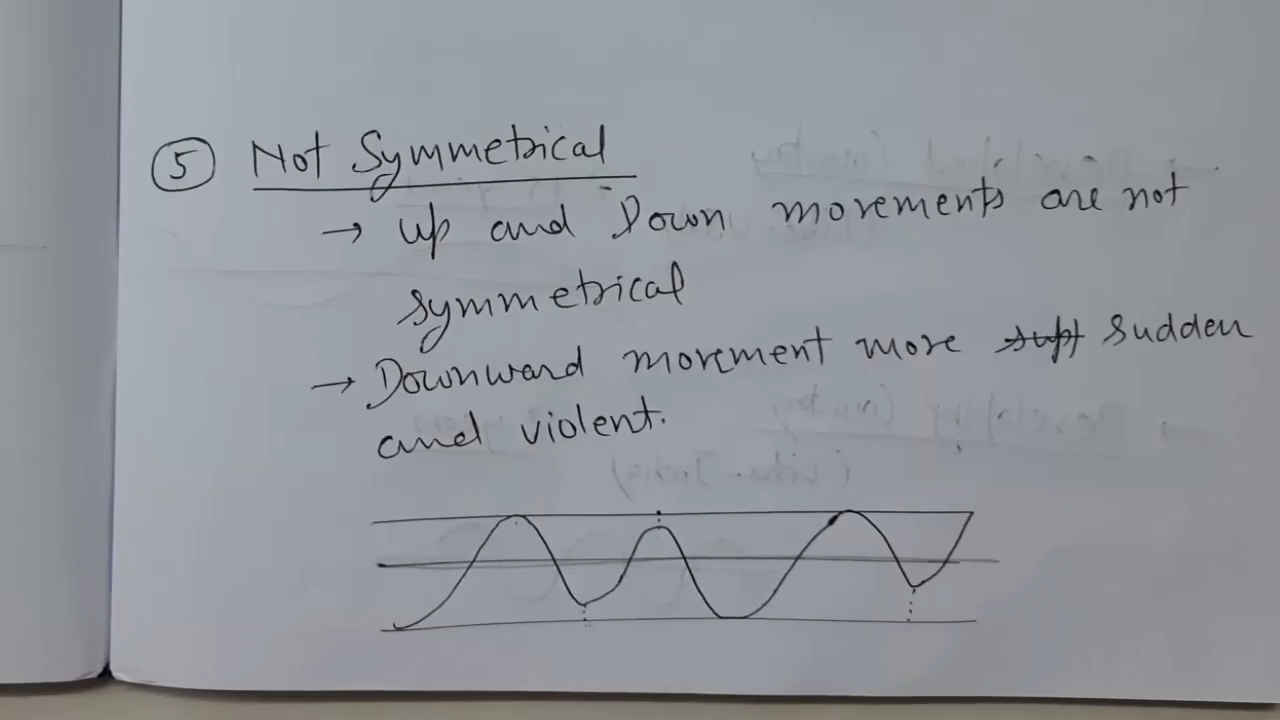 5 Not Symmetrical
→ Up and Down movements are not
symmetrical
→ Downward movement more sudden
and violent.